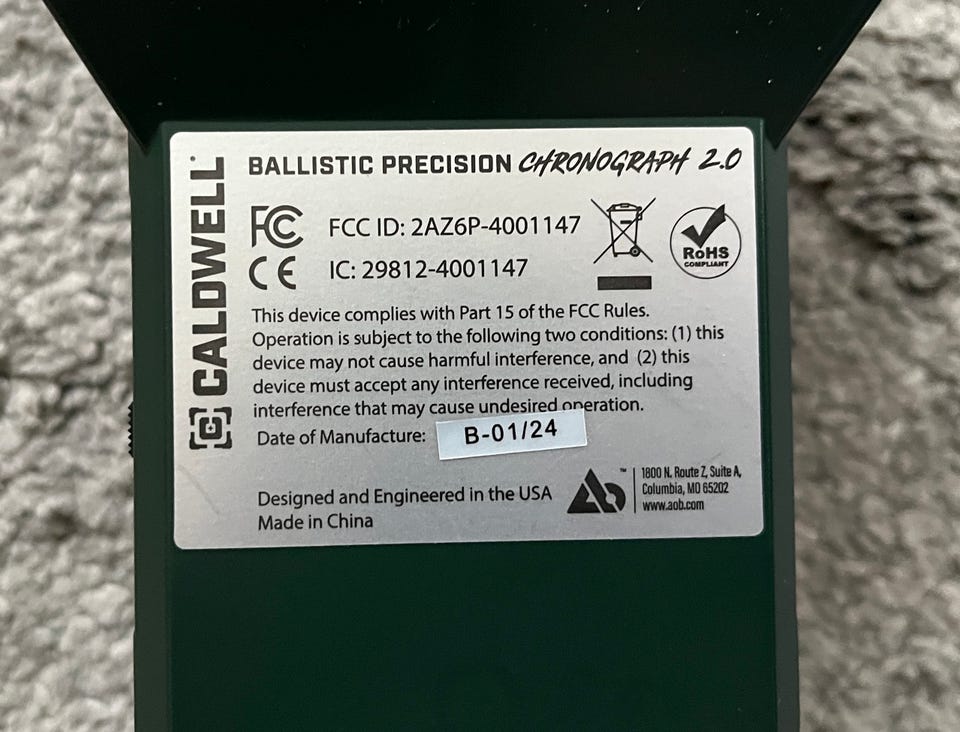 CALDWELL
BALLISTIC PRECISION CHRONOGRAPH 2.0
FC
FCC ID: 2AZ6P-4001147
CE
IC: 29812-4001147
RoHS
COMPLIANT
This device complies with Part 15 of the FCC Rules.
Operation is subject to the following two conditions: (1) this
device may not cause harmful interference, and (2) this
device must accept any interference received, including
interference that may cause undesired operation.
Date of Manufacture: B-01/24
Designed and Engineered in the USA
Made in China
AO ™
1800 N. Route Z, Suite A,
Columbia, MO 65202
www.aob.com